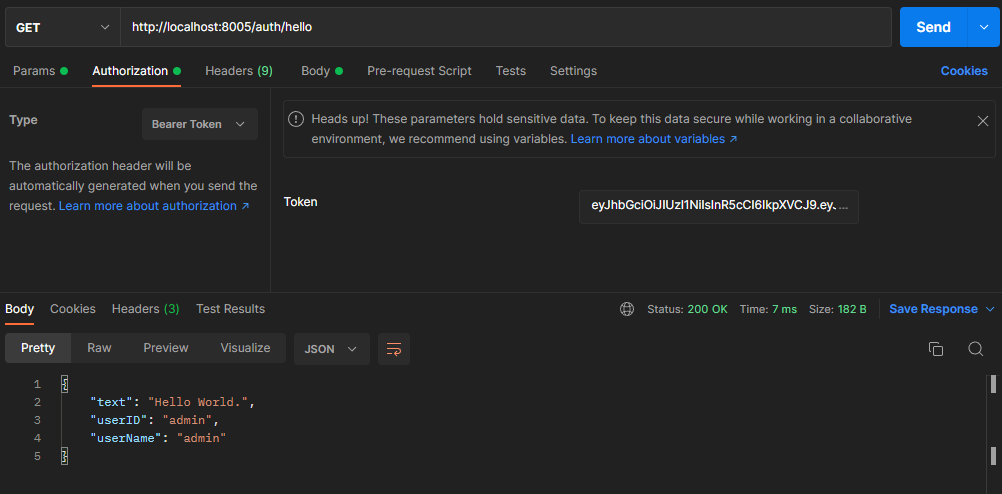 GET http://localhost:8005/auth/hello Send
Params Authorization Headers (9) Body Pre-request Script Tests Settings Cookies
Type Bearer Token
The authorization header will be
automatically generated when you send the
request. Learn more about authorization ↗
Heads up! These parameters hold sensitive data. To keep this data secure while working in a collaborative
environment, we recommend using variables. Learn more about variables ↗
Token eyJhbGciOiJIUzI1NiIsInR5cCI6IkpXVCJ9.eyJ...
Body Cookies Headers (3) Test Results Status: 200 OK Time: 7 ms Size: 182 B Save Response
Pretty Raw Preview Visualize JSON
1 {
2 "text": "Hello World.",
3 "userID": "admin",
4 "userName": "admin"
5 }